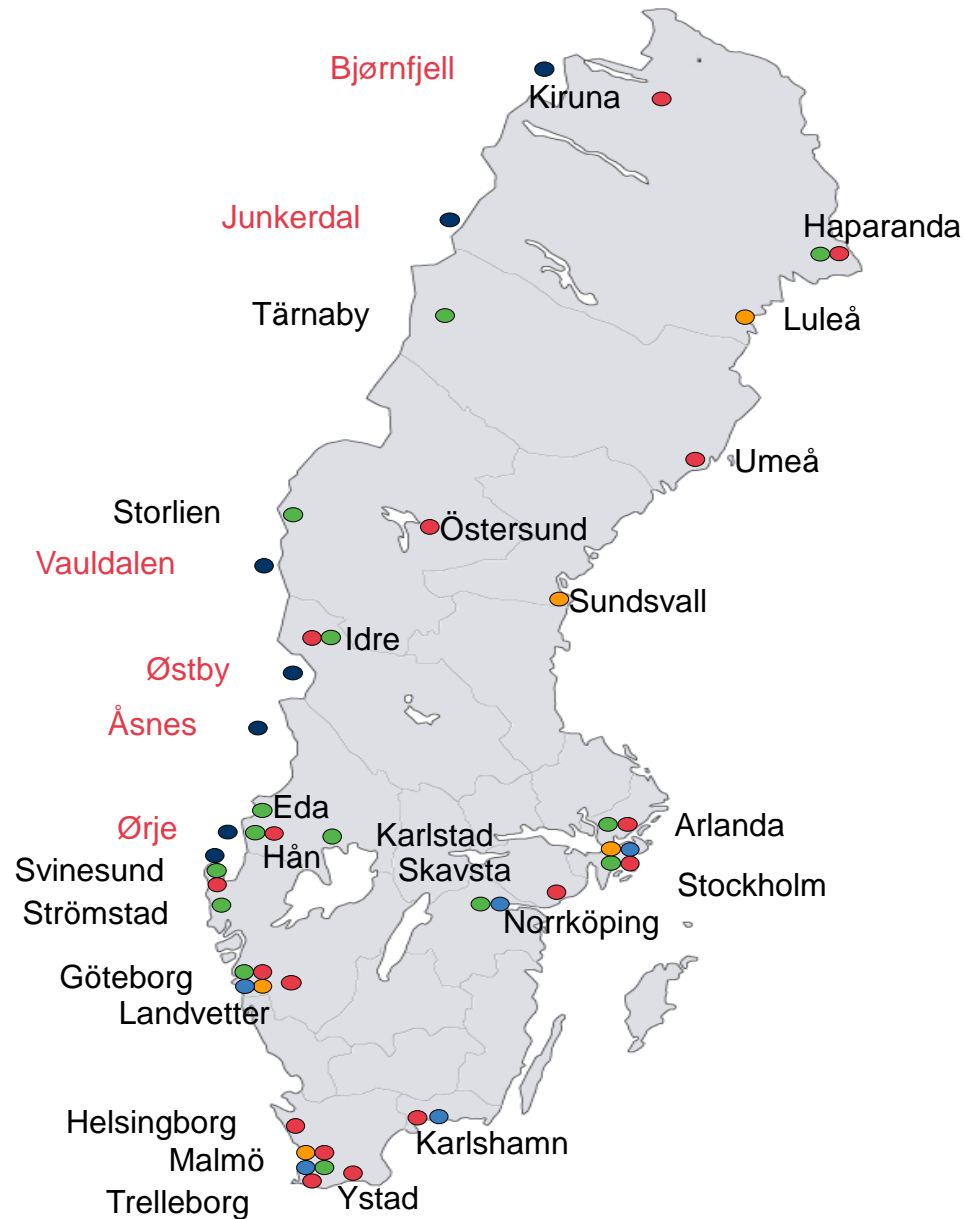 Bjørnfjell
Kiruna
Junkerdal
Haparanda
Tärnaby
Luleå
Umeå
Storlien
Östersund
Vauldalen
Sundsvall
Idre
Østby
Åsnes
Eda
Ørje
Arlanda
Karlstad
Hån
Svinesund
Skavsta
Stockholm
Strömstad
Norrköping
Göteborg
Landvetter
Helsingborg
Karlshamn
Malmö
Ystad
Trelleborg